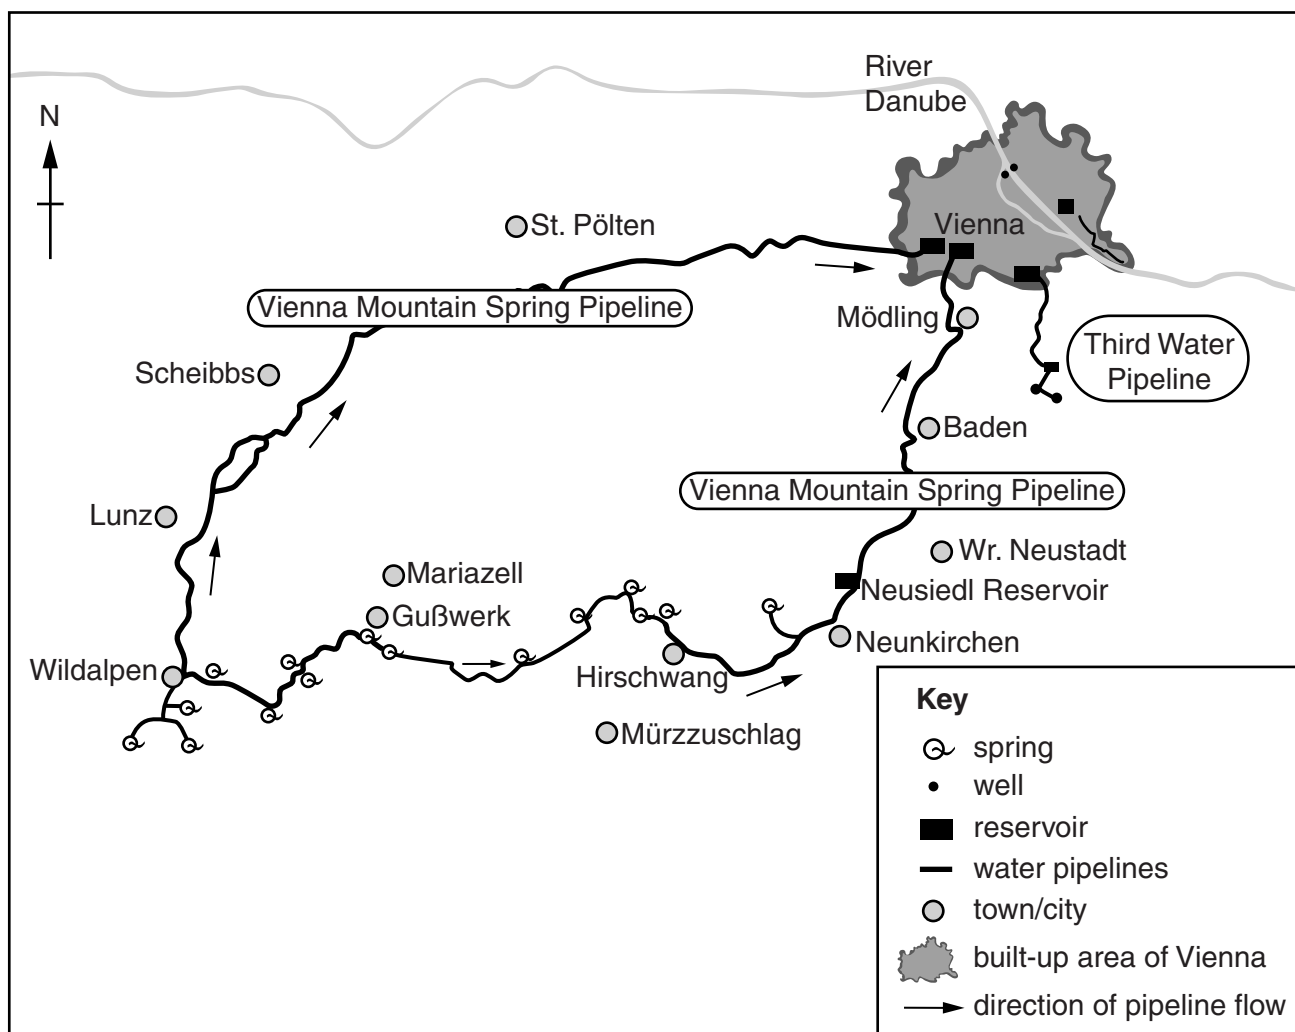 River
Danube
N
St. Pölten
Vienna
Vienna Mountain Spring Pipeline
Mödling
Third Water
Pipeline
Scheibbs
Baden
Vienna Mountain Spring Pipeline
Lunz
Wr. Neustadt
Mariazell
Neusiedl Reservoir
Gußwerk
Neunkirchen
Wildalpen
Hirschwang
Mürzzuschlag
Key
spring
well
reservoir
water pipelines
town/city
built-up area of Vienna
direction of pipeline flow